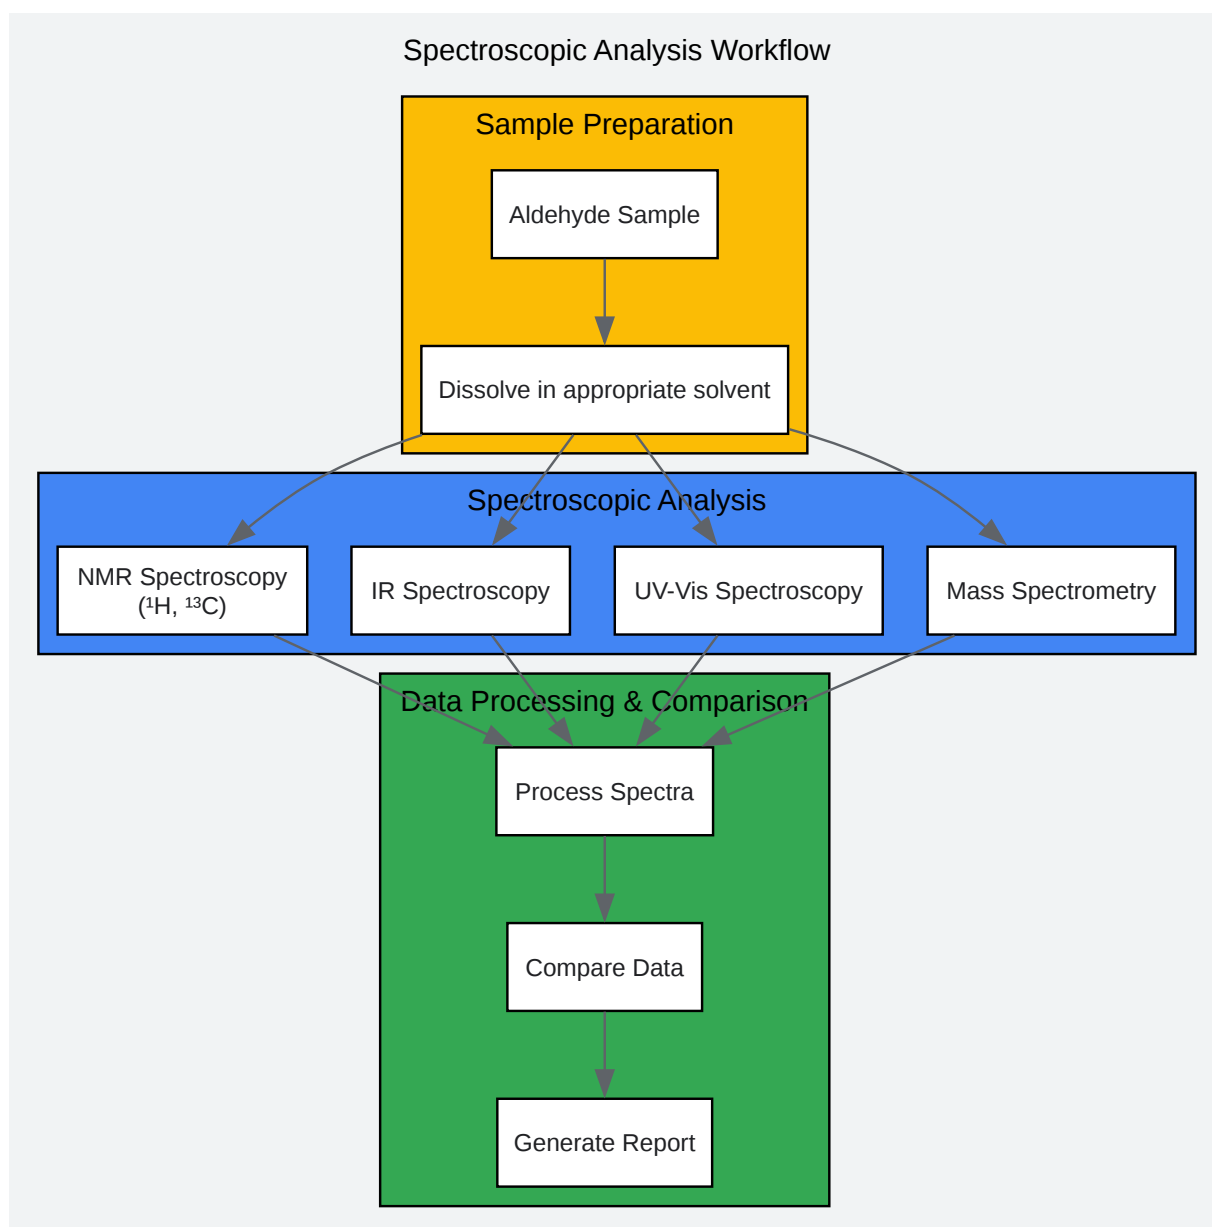 Spectroscopic Analysis Workflow
Sample Preparation
Aldehyde Sample
Dissolve in appropriate solvent
Spectroscopic Analysis
NMR Spectroscopy
(¹H, ¹³C)
IR Spectroscopy
UV-Vis Spectroscopy
Mass Spectrometry
Data Processing & Comparison
Process Spectra
Compare Data
Generate Report